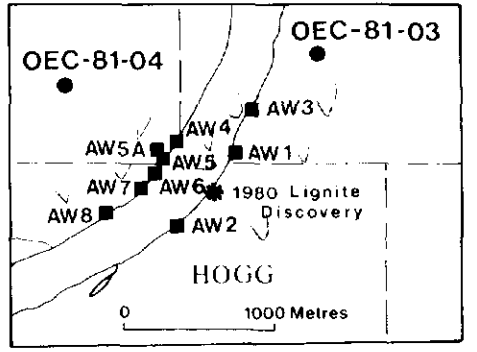 OEC-81-03
OEC-81-04
AW3
AW4
AW5A
AW1
AW5
AW7
AW6
1980 Lignite
Discovery
AW8
AW2
HOGG
0 1000 Metres